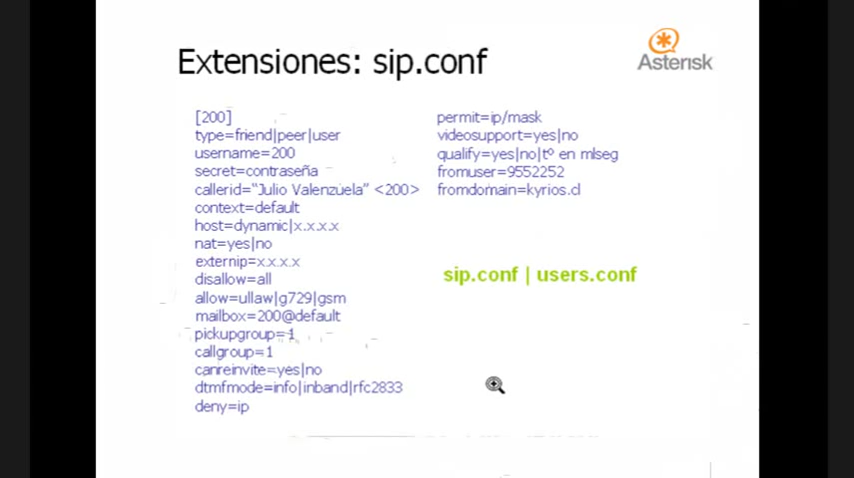 Extensiones: sip.conf
Asterisk
[200]
type=friend|peer|user
username=200
secret=contraseña
callerid="Julio Valenzuela" <200>
context=default
host=dynamic|x.x.x.x
nat=yes|no
externip=x.x.x.x
disallow=all
allow=ullaw|g729|gsm
mailbox=200@default
pickupgroup=1
callgroup=1
canreinvite=yes|no
dtmfmode=info|inband|rfc2833
deny=ip
permit=ip/mask
videosupport=yes|no
qualify=yes|no|tº en mlseg
fromuser=9552252
fromdomain=kyrios.cl
sip.conf | users.conf